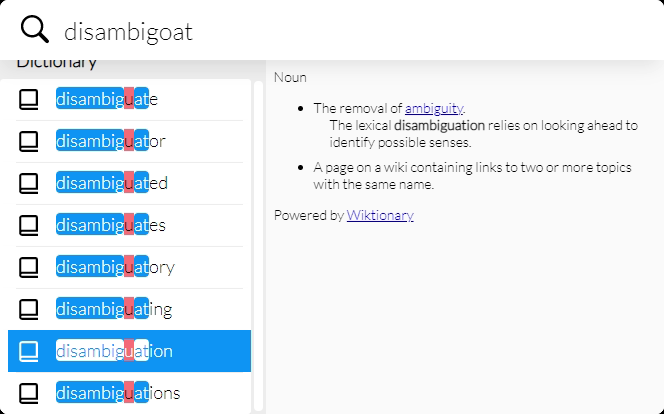 disambigoat
Dictionary
disambiguate
disambiguator
disambiguated
disambiguates
disambiguatory
disambiguating
disambiguation
disambiguations
Noun
The removal of ambiguity.
The lexical disambiguation relies on looking ahead to
identify possible senses.
A page on a wiki containing links to two or more topics
with the same name.
Powered by Wiktionary